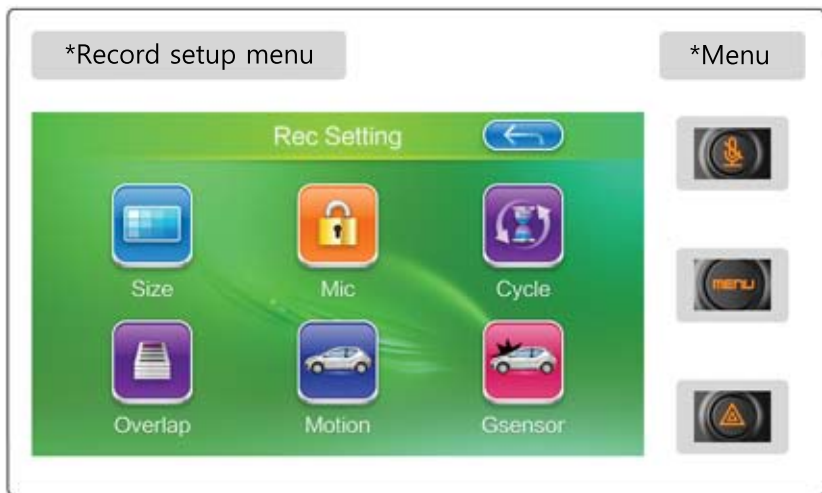 *Record setup menu
*Menu
Rec Setting
Size
Mic
Cycle
MENU
Overlap
Motion
Gsensor